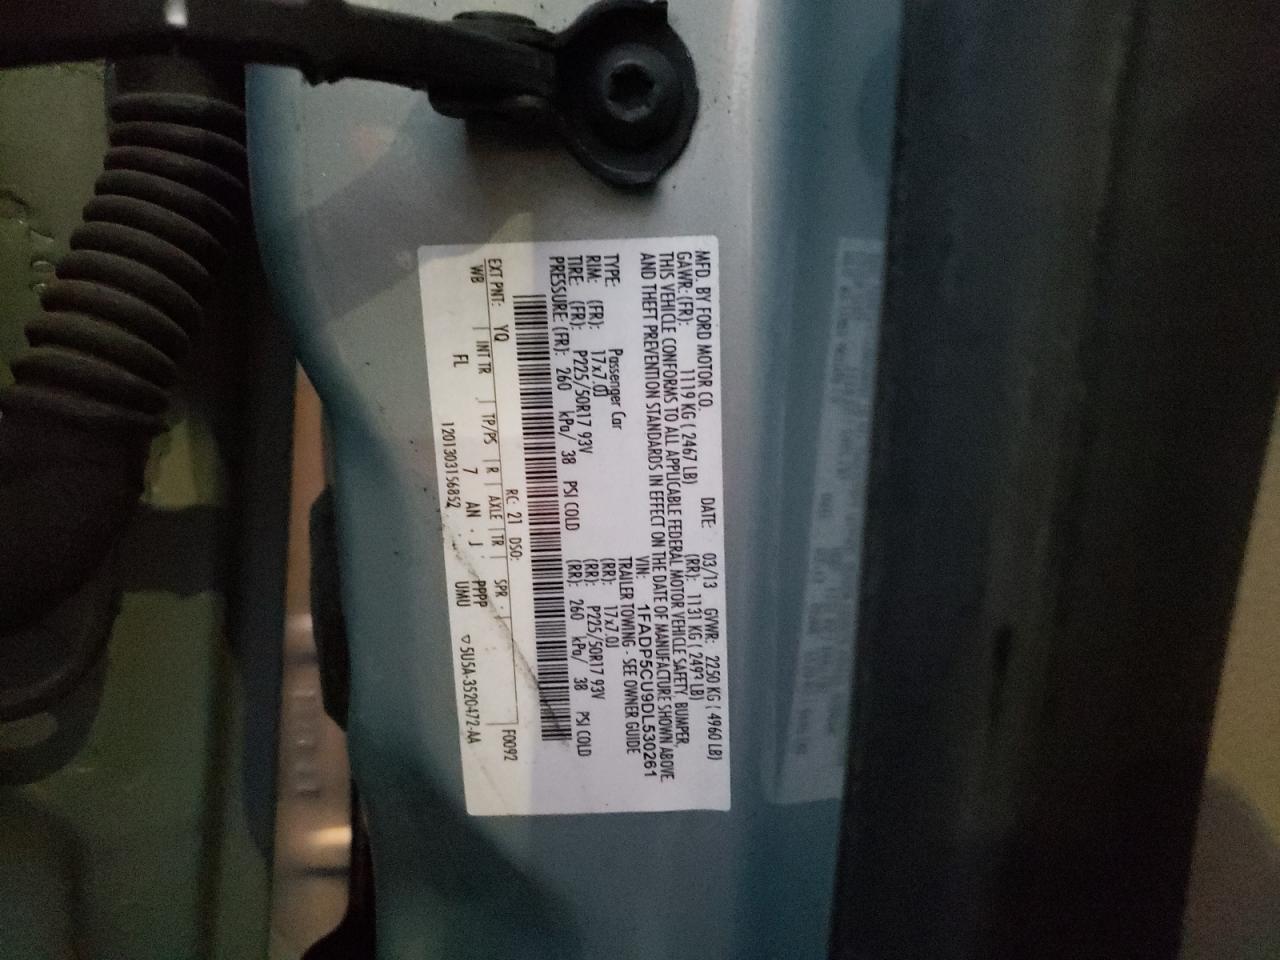 MFD. BY FORD MOTOR CO.
DATE: 03/13 GVWR: 2250 KG ( 4960 LB)
GAWR: (FR): 1119 KG ( 2467 LB) (RR): 1131 KG ( 2493 LB)
THIS VEHICLE CONFORMS TO ALL APPLICABLE FEDERAL MOTOR VEHICLE SAFETY, BUMPER,
AND THEFT PREVENTION STANDARDS IN EFFECT ON THE DATE OF MANUFACTURE SHOWN ABOVE.
VIN: 1FADP5CU9DL530261
TYPE: Passenger Car TRAILER TOWING - SEE OWNER GUIDE
RIM: (FR): 17x7.0J (RR): 17x7.0J
TIRE: (FR): P225/50R17 93V (RR): P225/50R17 93V
PRESSURE: (FR): 260 kPa/ 38 PSI COLD (RR): 260 kPa/ 38 PSI COLD
EXT PNT: YQ RC: 21 DSO: F0092
WB INT TR TP/PS R AXLE TR SPR
FL 7 AN J PPPP
1201303156852 UMU ▽5U5A-3520472-AA